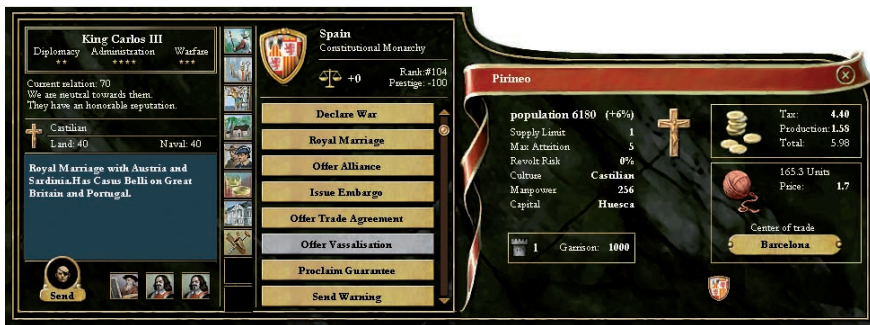 King Carlos III
Diplomacy Administration Warfare
Current relation: 70
We are neutral towards them.
They have an honorable reputation.
Castilian
Land: 40 Naval: 40
Royal Marriage with Austria and
Sardinia.Has Casus Belli on Great
Britain and Portugal.
Send
Spain
Constitutional Monarchy
+0
Rank:#104
Prestige: -100
Declare War
Royal Marriage
Offer Alliance
Issue Embargo
Offer Trade Agreement
Offer Vassalisation
Proclaim Guarantee
Send Warning
Pirineo
population 6180 (+6%)
Supply Limit 1
Max Attrition 5
Revolt Risk 0%
Culture Castilian
Manpower 256
Capital Huesca
1 Garrison: 1000
Tax: 4.40
Production: 1.58
Total: 5.98
165.3 Units
Price: 1.7
Center of trade
Barcelona